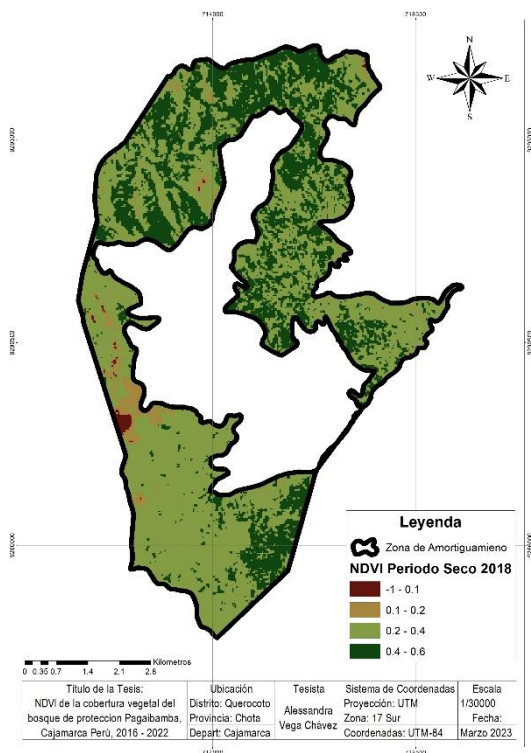 714000
718000
N
W
E
S
Leyenda
Zona de Amortiguamieno
NDVI Periodo Seco 2018
-1 - 0.1
0.1 - 0.2
0.2 - 0.4
0.4 - 0.6
Kilometros
0 0.35 0.7 1.4 2.1 2.8
Titulo de la Tesis:
NDVI de la cobertura vegetal del
bosque de proteccion Pagaibamba,
Cajamarca Perú, 2016 - 2022
Ubicación
Distrito: Querocoto
Provincia: Chota
Depart: Cajamarca
Tesista
Alessandra
Vega Chávez
Sistema de Coordenadas
Proyección: UTM
Zona: 17 Sur
Coordenadas: UTM-84
Escala
1/30000
Fecha:
Marzo 2023